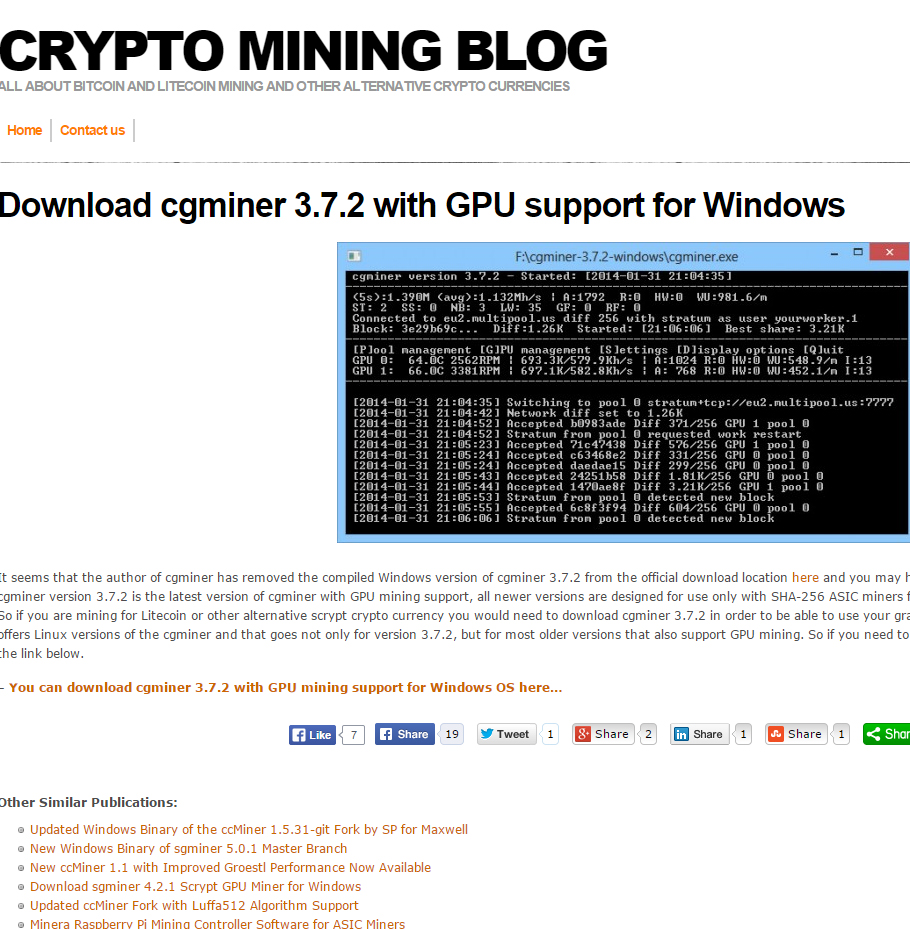 CRYPTO MINING BLOG
ALL ABOUT BITCOIN AND LITECOIN MINING AND OTHER ALTERNATIVE CRYPTO CURRENCIES
Home
Contact us
Download cgminer 3.7.2 with GPU support for Windows
F:\cgminer-3.7.2-windows\cgminer.exe
cgminer version 3.7.2 - Started: [2014-01-31 21:04:35]
(5s):1.390M (avg):1.132Mh/s | A:1792 R:0 HW:0 WU:981.6/m
ST: 2 SS: 0 NB: 3 LW: 35 GF: 0 RF: 0
Connected to eu2.multipool.us diff 256 with stratum as user yourworker.1
Block: 3e29b69c... Diff:1.26K Started: [21:06:06] Best share: 3.21K
[P]ool management [G]PU management [S]ettings [D]isplay options [Q]uit
GPU 0: 64.0C 2562RPM | 693.3K/579.9Kh/s | A:1024 R:0 HW:0 WU:548.9/m I:13
GPU 1: 66.0C 3381RPM | 697.1K/582.8Kh/s | A: 768 R:0 HW:0 WU:452.1/m I:13
[2014-01-31 21:04:35] Switching to pool 0 stratum+tcp://eu2.multipool.us:7777
[2014-01-31 21:04:42] Network diff set to 1.26K
[2014-01-31 21:04:52] Accepted b0983ade Diff 371/256 GPU 1 pool 0
[2014-01-31 21:04:52] Stratum from pool 0 requested work restart
[2014-01-31 21:05:23] Accepted 71c47438 Diff 576/256 GPU 1 pool 0
[2014-01-31 21:05:24] Accepted c63468e2 Diff 331/256 GPU 0 pool 0
[2014-01-31 21:05:24] Accepted daedae15 Diff 299/256 GPU 0 pool 0
[2014-01-31 21:05:43] Accepted 24251b58 Diff 1.81K/256 GPU 0 pool 0
[2014-01-31 21:05:44] Accepted 1470ae8f Diff 3.21K/256 GPU 1 pool 0
[2014-01-31 21:05:53] Stratum from pool 0 detected new block
[2014-01-31 21:05:55] Accepted 6c8f3f94 Diff 604/256 GPU 0 pool 0
[2014-01-31 21:06:06] Stratum from pool 0 detected new block
It seems that the author of cgminer has removed the compiled Windows version of cgminer 3.7.2 from the official download location here and you may
cgminer version 3.7.2 is the latest version of cgminer with GPU mining support, all newer versions are designed for use only with SHA-256 ASIC miners
So if you are mining for Litecoin or other alternative scrypt crypto currency you would need to download cgminer 3.7.2 in order to be able to use your
offers Linux versions of the cgminer and that goes not only for version 3.7.2, but for most older versions that also support GPU mining. So if you need to
the link below.
– You can download cgminer 3.7.2 with GPU mining support for Windows OS here...
Like 7 Share 19 Tweet 1 Share 2 Share 1 Share 1 Shar
Other Similar Publications:
Updated Windows Binary of the ccMiner 1.5.31-git Fork by SP for Maxwell
New Windows Binary of sgminer 5.0.1 Master Branch
New ccMiner 1.1 with Improved Groestl Performance Now Available
Download sgminer 4.2.1 Scrypt GPU Miner for Windows
Updated ccMiner Fork with Luffa512 Algorithm Support
Minera Raspberry Pi Mining Controller Software for ASIC Miners